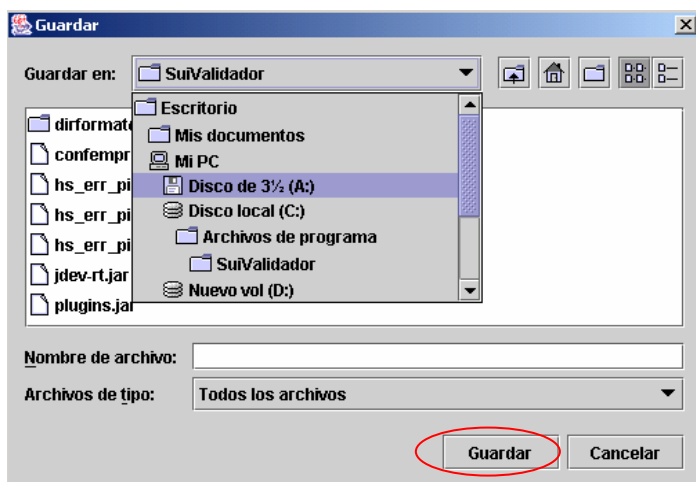 Guardar
Guardar en: SuiValidador
Escritorio
Mis documentos
Mi PC
Disco de 3½ (A:)
Disco local (C:)
Archivos de programa
SuiValidador
Nuevo vol (D:)
dirformat
confempr
hs_err_pi
hs_err_pi
hs_err_pi
jdev-rt.jar
plugins.jar
Nombre de archivo:
Archivos de tipo: Todos los archivos
Guardar Cancelar